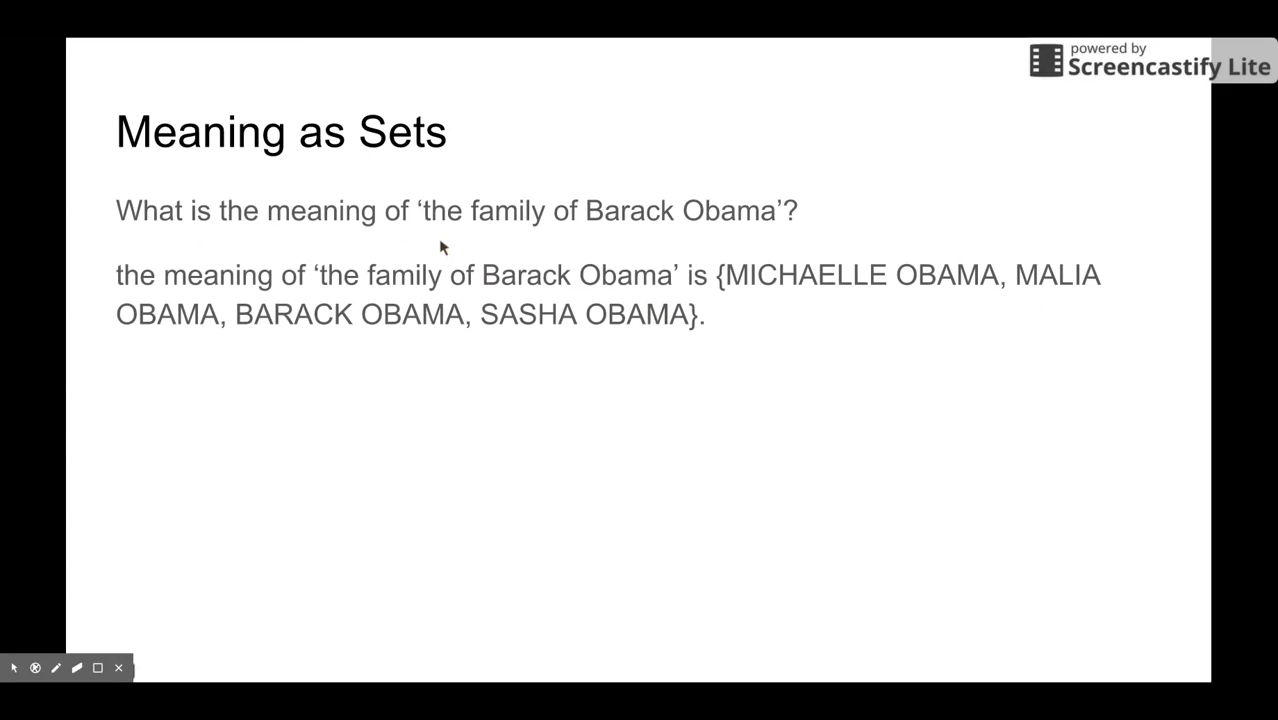 powered by
Screencastify Lite
Meaning as Sets
What is the meaning of ‘the family of Barack Obama’?
the meaning of ‘the family of Barack Obama’ is {MICHAELLE OBAMA, MALIA
OBAMA, BARACK OBAMA, SASHA OBAMA}.